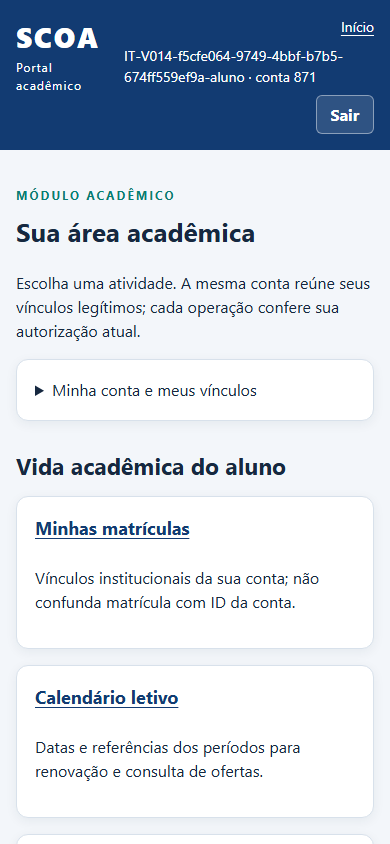 SCOA
Portal
acadêmico
Início
IT-V014-f5cfe064-9749-4bbf-b7b5-
674ff559ef9a-aluno · conta 871
Sair
MÓDULO ACADÊMICO
Sua área acadêmica
Escolha uma atividade. A mesma conta reúne seus
vínculos legítimos; cada operação confere sua
autorização atual.
▶ Minha conta e meus vínculos
Vida acadêmica do aluno
Minhas matrículas
Vínculos institucionais da sua conta; não
confunda matrícula com ID da conta.
Calendário letivo
Datas e referências dos períodos para
renovação e consulta de ofertas.